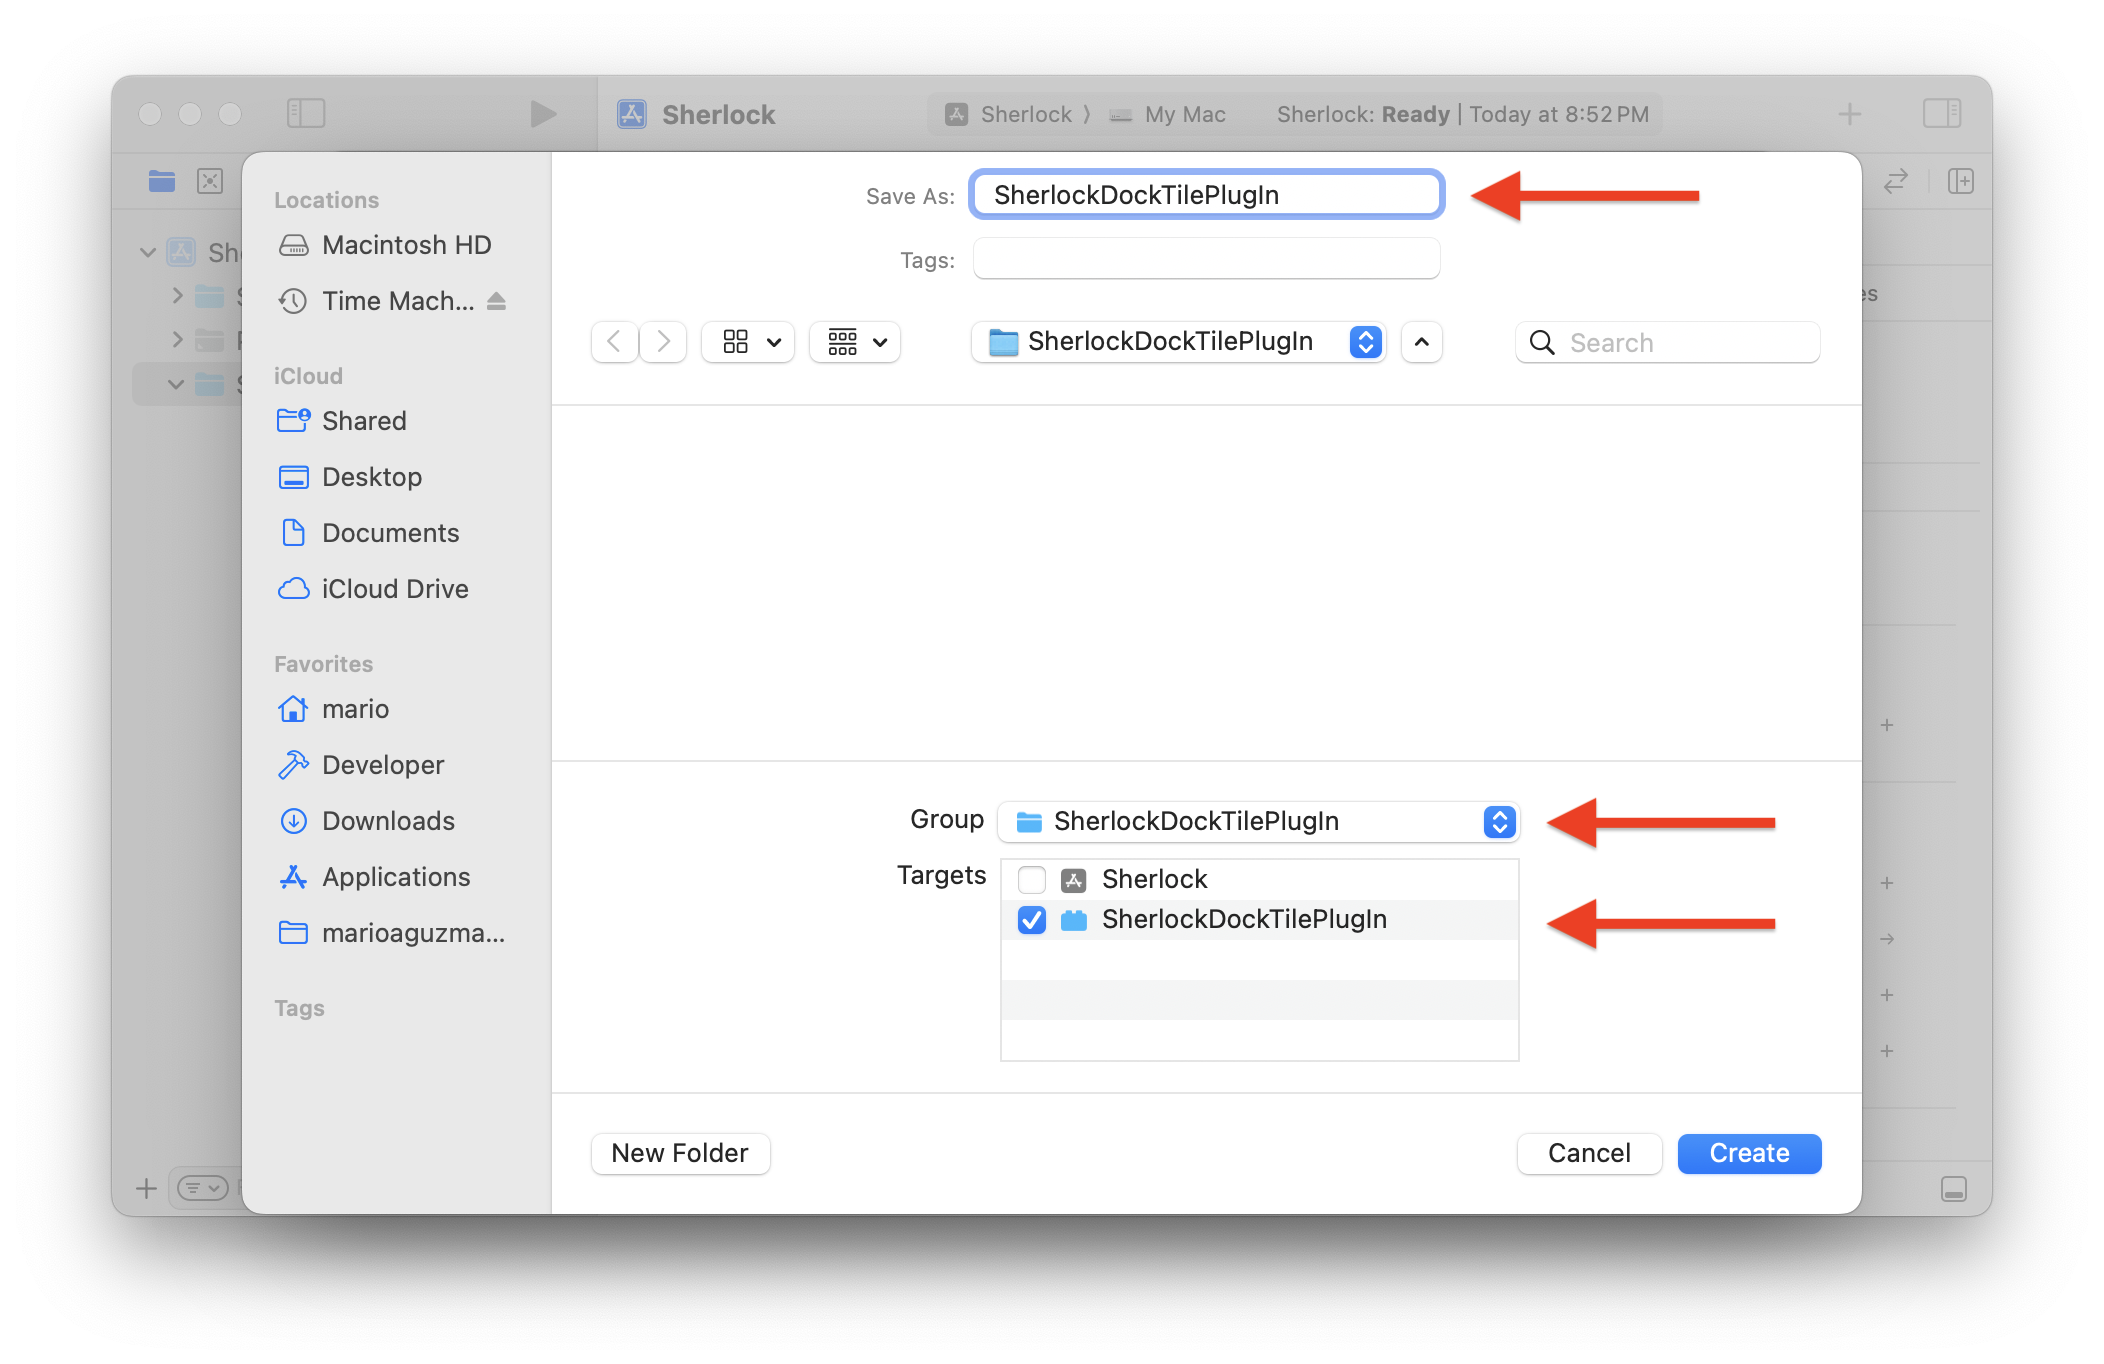 Sherlock
Sherlock 〉 My Mac
Sherlock: Ready | Today at 8:52 PM
Locations
Macintosh HD
Time Mach...
iCloud
Shared
Desktop
Documents
iCloud Drive
Favorites
mario
Developer
Downloads
Applications
marioaguzma...
Tags
Save As: SherlockDockTilePlugIn
Tags:
SherlockDockTilePlugIn
Search
Group SherlockDockTilePlugIn
Targets
Sherlock
SherlockDockTilePlugIn
New Folder
Cancel
Create